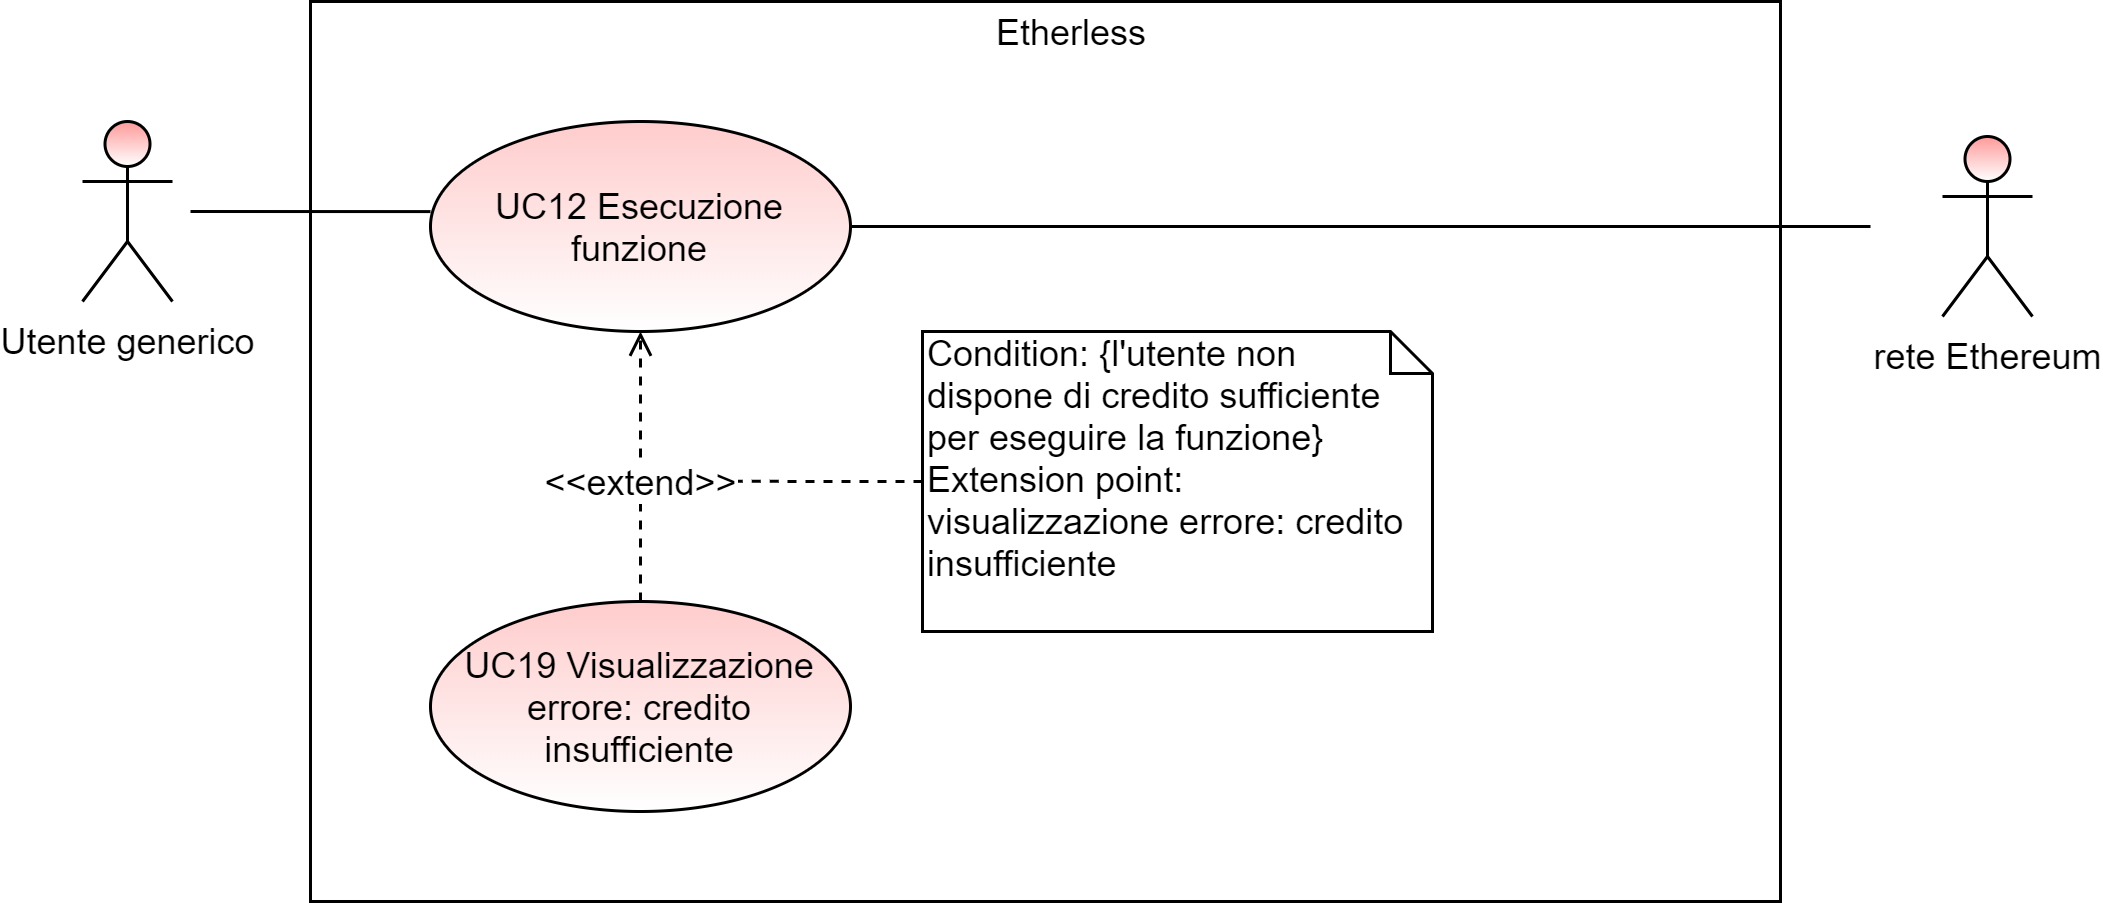 Etherless
UC12 Esecuzione
funzione
Utente generico
rete Ethereum
Condition: {l'utente non
dispone di credito sufficiente
per eseguire la funzione}
Extension point:
visualizzazione errore: credito
insufficiente
<<extend>>
UC19 Visualizzazione
errore: credito
insufficiente